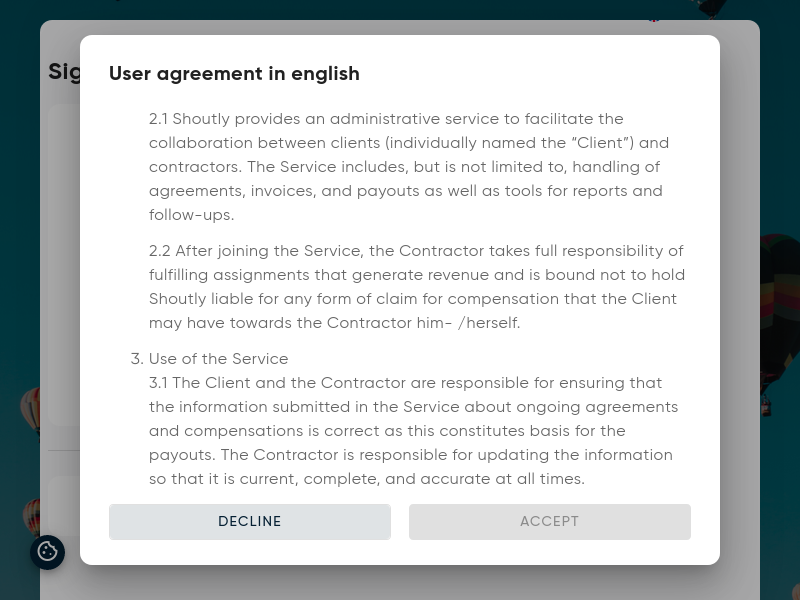 Sig
User agreement in english
2.1 Shoutly provides an administrative service to facilitate the
collaboration between clients (individually named the “Client”) and
contractors. The Service includes, but is not limited to, handling of
agreements, invoices, and payouts as well as tools for reports and
follow-ups.
2.2 After joining the Service, the Contractor takes full responsibility of
fulfilling assignments that generate revenue and is bound not to hold
Shoutly liable for any form of claim for compensation that the Client
may have towards the Contractor him- /herself.
3. Use of the Service
3.1 The Client and the Contractor are responsible for ensuring that
the information submitted in the Service about ongoing agreements
and compensations is correct as this constitutes basis for the
payouts. The Contractor is responsible for updating the information
so that it is current, complete, and accurate at all times.
DECLINE
ACCEPT